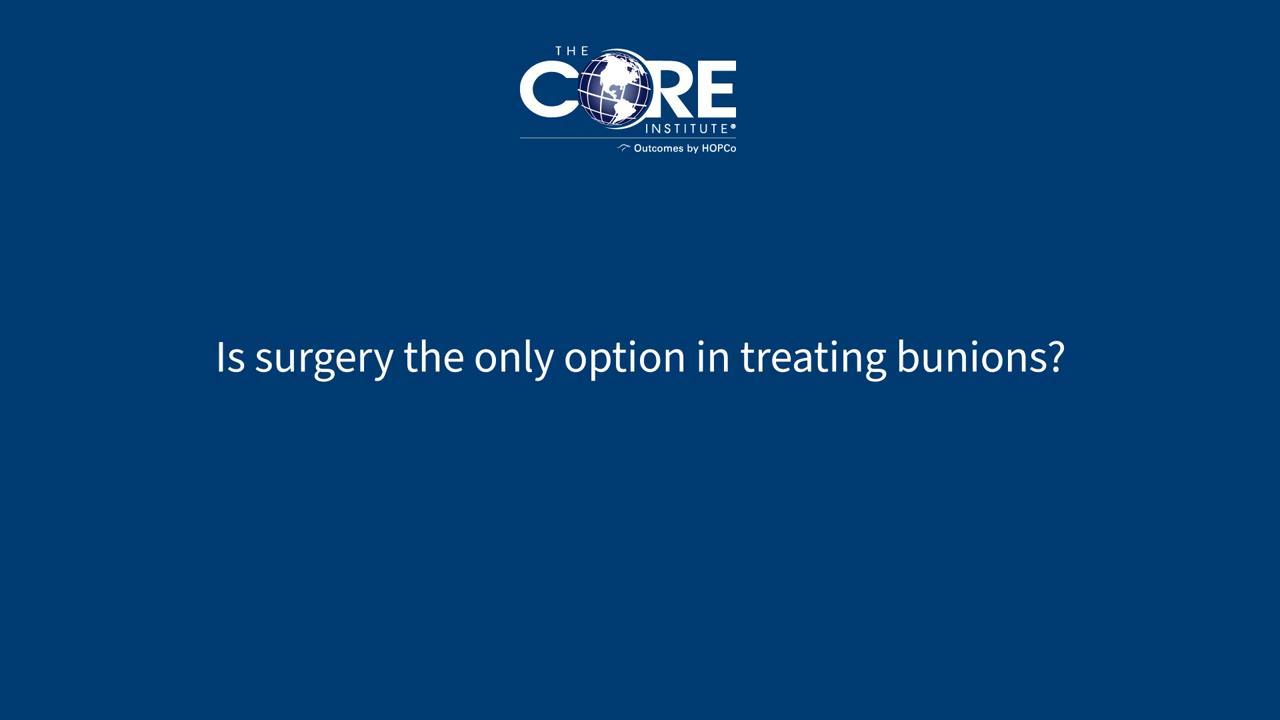 THE
CORE
INSTITUTE®
Outcomes by HOPCo
Is surgery the only option in treating bunions?